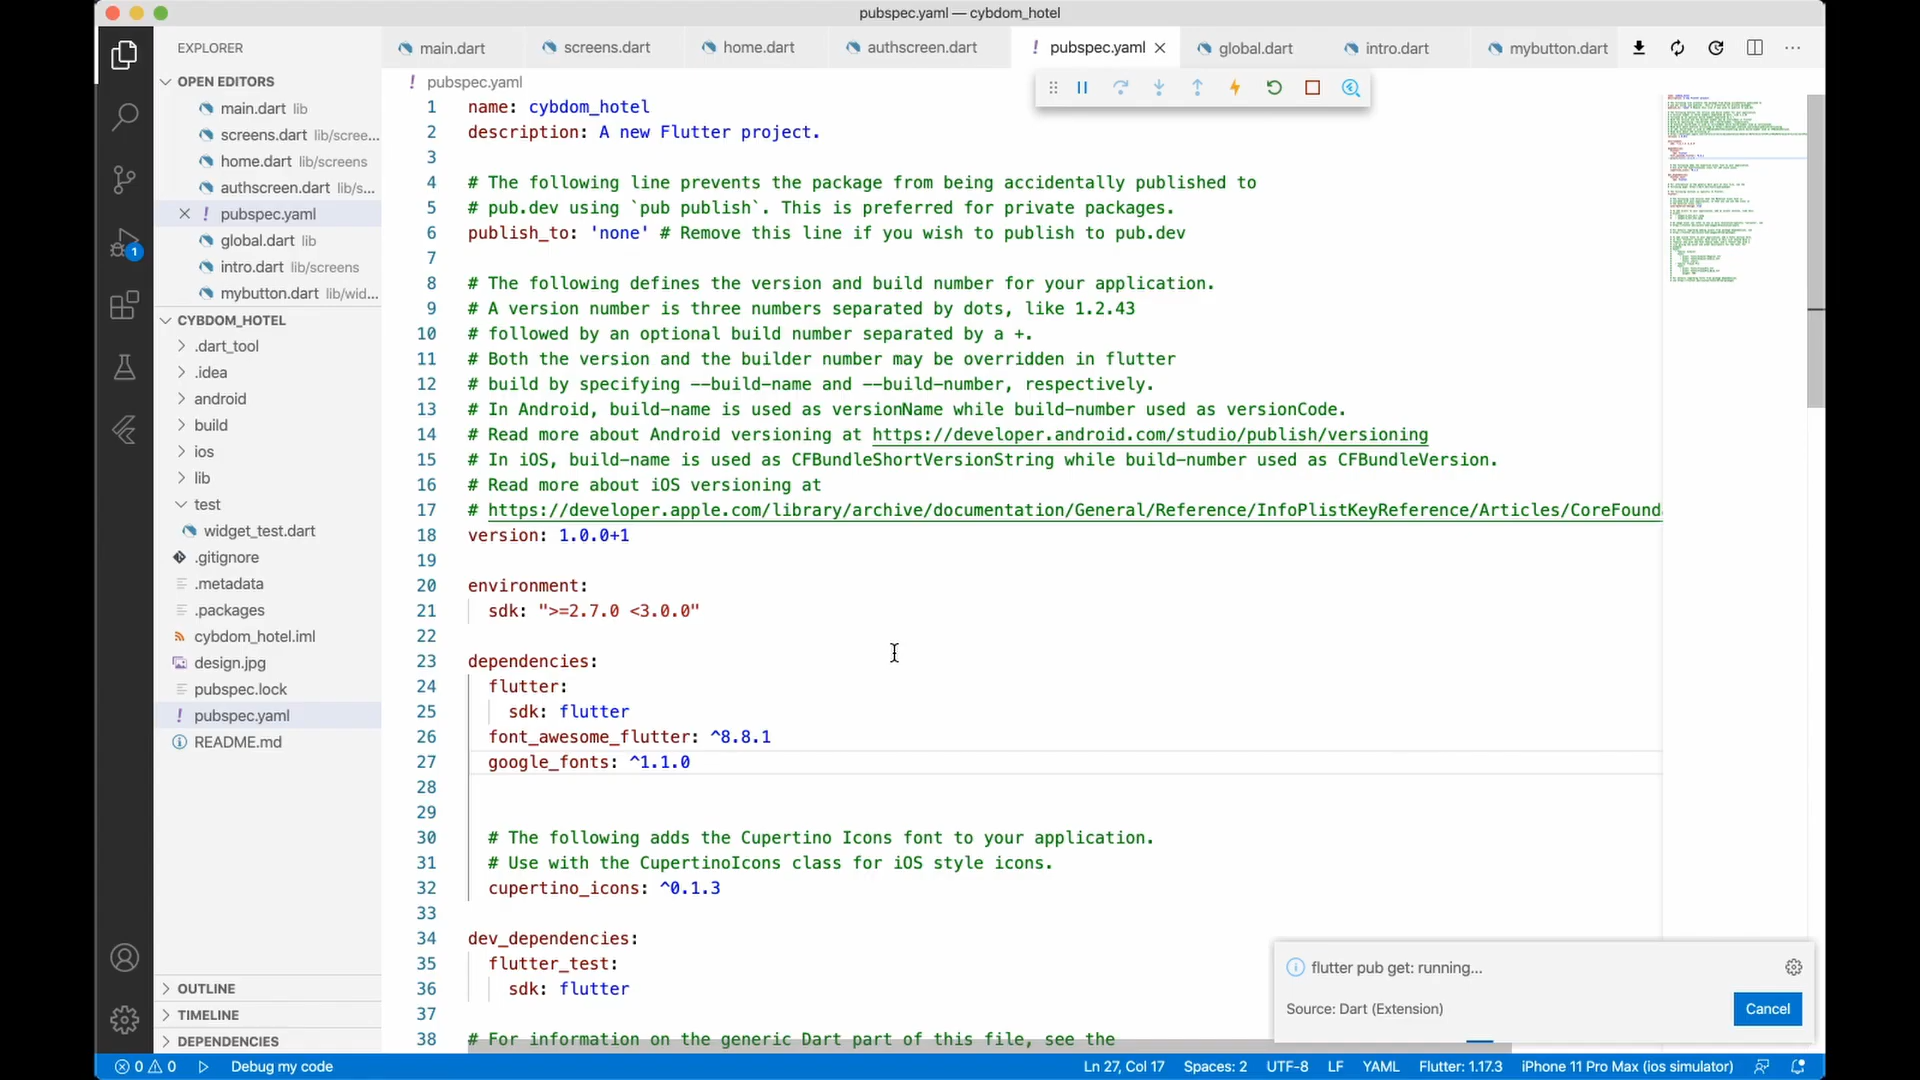 pubspec.yaml — cybdom_hotel
EXPLORER
main.dart
screens.dart
home.dart
authscreen.dart
! pubspec.yaml
global.dart
intro.dart
mybutton.dart
OPEN EDITORS
main.dart lib
screens.dart lib/scree...
home.dart lib/screens
authscreen.dart lib/s...
! pubspec.yaml
global.dart lib
intro.dart lib/screens
mybutton.dart lib/wid...
1
CYBDOM_HOTEL
.dart_tool
.idea
android
build
ios
lib
test
widget_test.dart
.gitignore
.metadata
.packages
cybdom_hotel.iml
design.jpg
pubspec.lock
! pubspec.yaml
README.md
OUTLINE
TIMELINE
DEPENDENCIES
! pubspec.yaml
1 name: cybdom_hotel
2 description: A new Flutter project.
3
4 # The following line prevents the package from being accidentally published to
5 # pub.dev using `pub publish`. This is preferred for private packages.
6 publish_to: 'none' # Remove this line if you wish to publish to pub.dev
7
8 # The following defines the version and build number for your application.
9 # A version number is three numbers separated by dots, like 1.2.43
10 # followed by an optional build number separated by a +.
11 # Both the version and the builder number may be overridden in flutter
12 # build by specifying --build-name and --build-number, respectively.
13 # In Android, build-name is used as versionName while build-number used as versionCode.
14 # Read more about Android versioning at https://developer.android.com/studio/publish/versioning
15 # In iOS, build-name is used as CFBundleShortVersionString while build-number used as CFBundleVersion.
16 # Read more about iOS versioning at
17 # https://developer.apple.com/library/archive/documentation/General/Reference/InfoPlistKeyReference/Articles/CoreFound
18 version: 1.0.0+1
19
20 environment:
21 sdk: ">=2.7.0 <3.0.0"
22
23 dependencies:
24 flutter:
25 sdk: flutter
26 font_awesome_flutter: ^8.8.1
27 google_fonts: ^1.1.0
28
29
30 # The following adds the Cupertino Icons font to your application.
31 # Use with the CupertinoIcons class for iOS style icons.
32 cupertino_icons: ^0.1.3
33
34 dev_dependencies:
35 flutter_test:
36 sdk: flutter
37
38 # For information on the generic Dart part of this file, see the
flutter pub get: running...
Source: Dart (Extension)
Cancel
0 0 Debug my code
Ln 27, Col 17 Spaces: 2 UTF-8 LF YAML Flutter: 1.17.3 iPhone 11 Pro Max (ios simulator)